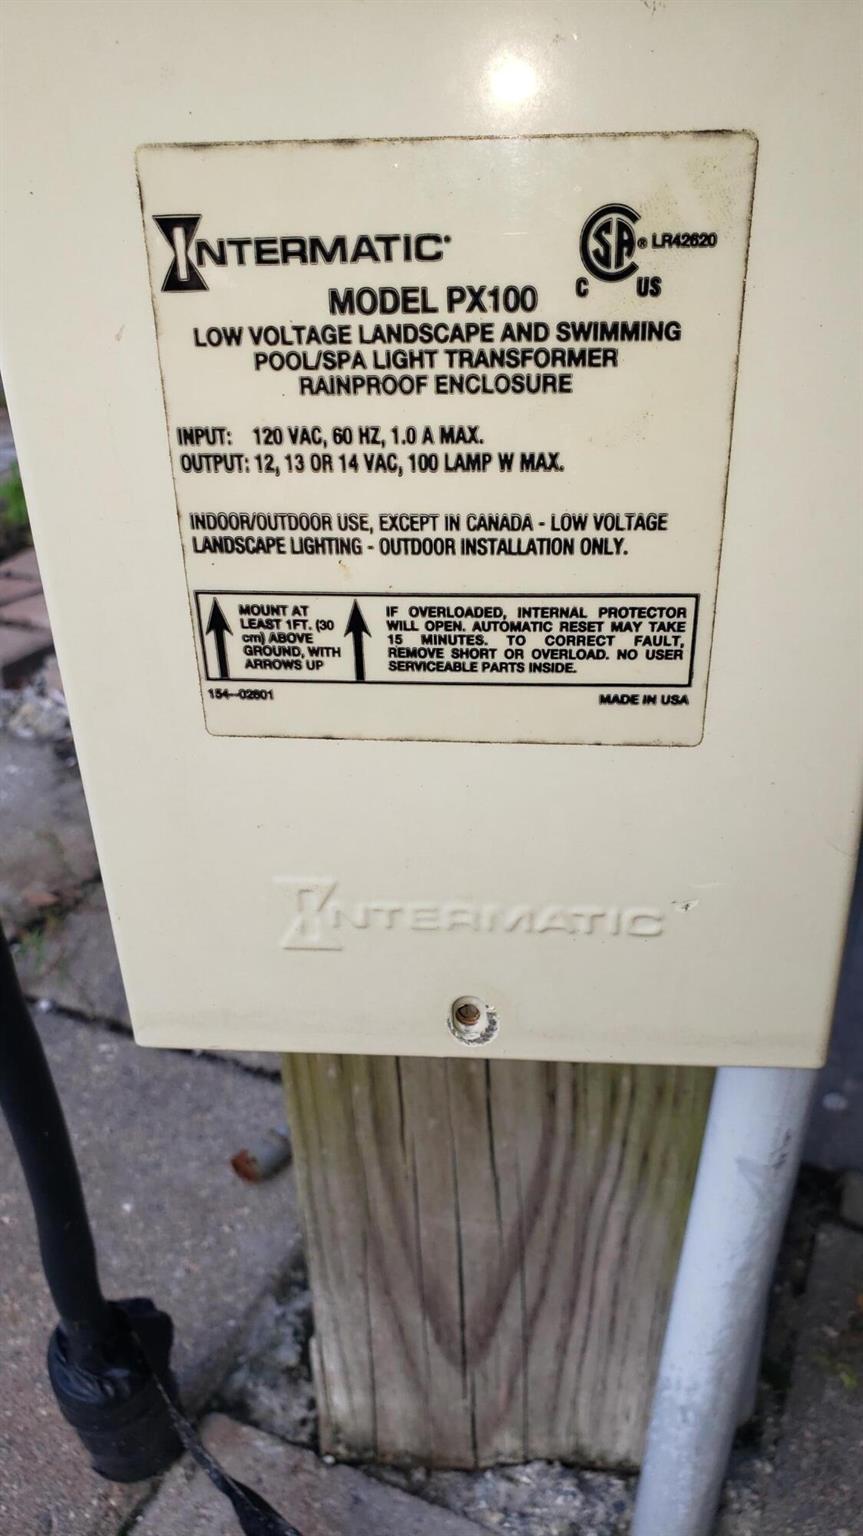 INTERMATIC®
CSA® LR42620
C US
MODEL PX100
LOW VOLTAGE LANDSCAPE AND SWIMMING
POOL/SPA LIGHT TRANSFORMER
RAINPROOF ENCLOSURE
INPUT: 120 VAC, 60 HZ, 1.0 A MAX.
OUTPUT: 12, 13 OR 14 VAC, 100 LAMP W MAX.
INDOOR/OUTDOOR USE, EXCEPT IN CANADA - LOW VOLTAGE
LANDSCAPE LIGHTING - OUTDOOR INSTALLATION ONLY.
MOUNT AT
LEAST 1FT. (30
cm) ABOVE
GROUND, WITH
ARROWS UP
IF OVERLOADED, INTERNAL PROTECTOR
WILL OPEN. AUTOMATIC RESET MAY TAKE
15 MINUTES. TO CORRECT FAULT,
REMOVE SHORT OR OVERLOAD. NO USER
SERVICEABLE PARTS INSIDE.
154--02601
MADE IN USA
INTERMATIC